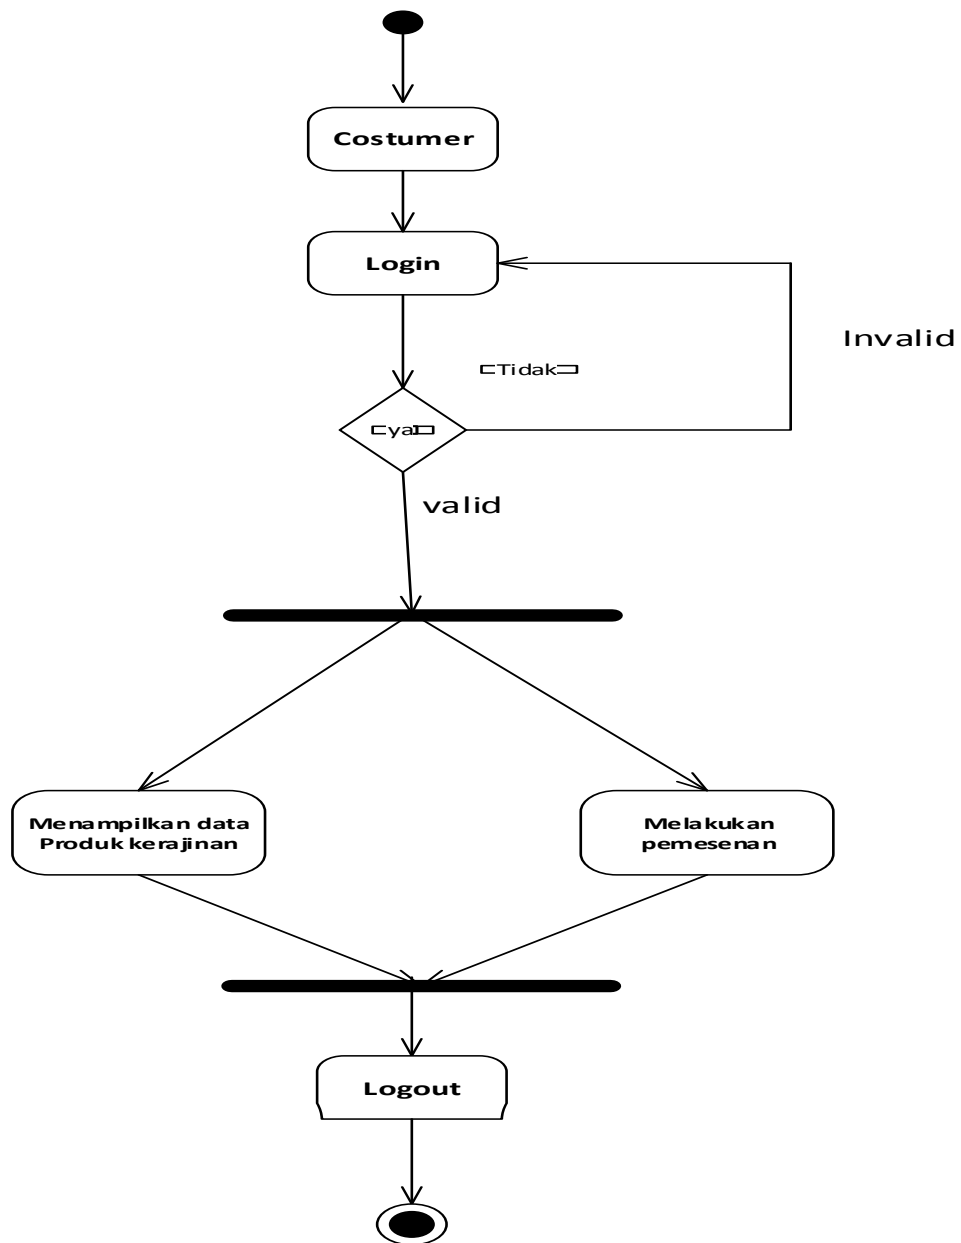 Costumer
Login
Invalid
[Tidak]
[ya]
valid
Menampilkan data
Produk kerajinan
Melakukan
pemesenan
Logout